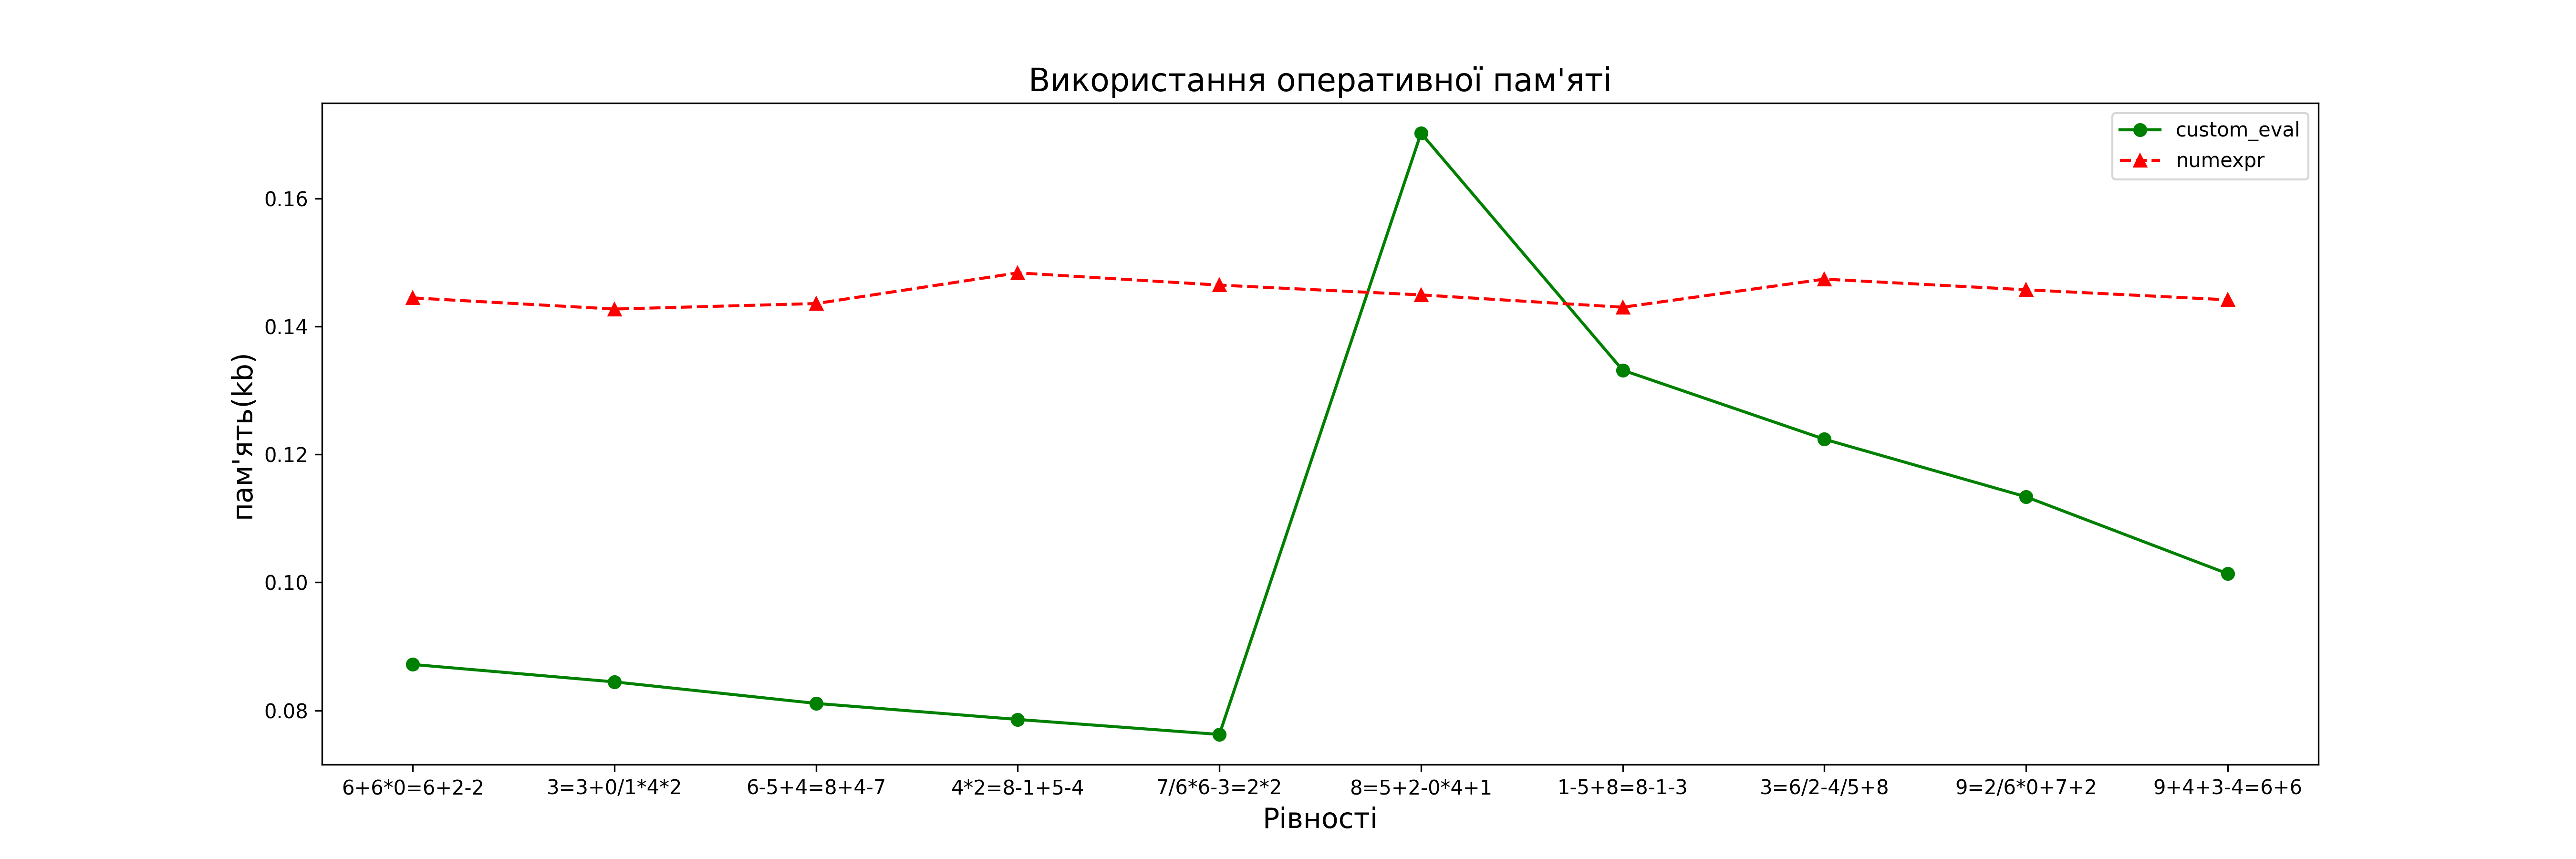 Використання оперативної пам'яті
custom_eval
numexpr
пам'ять(kb)
0.16
0.14
0.12
0.10
0.08
6+6*0=6+2-2 3=3+0/1*4*2 6-5+4=8+4-7 4*2=8-1+5-4 7/6*6-3=2*2 8=5+2-0*4+1 1-5+8=8-1-3 3=6/2-4/5+8 9=2/6*0+7+2 9+4+3-4=6+6
Рівності